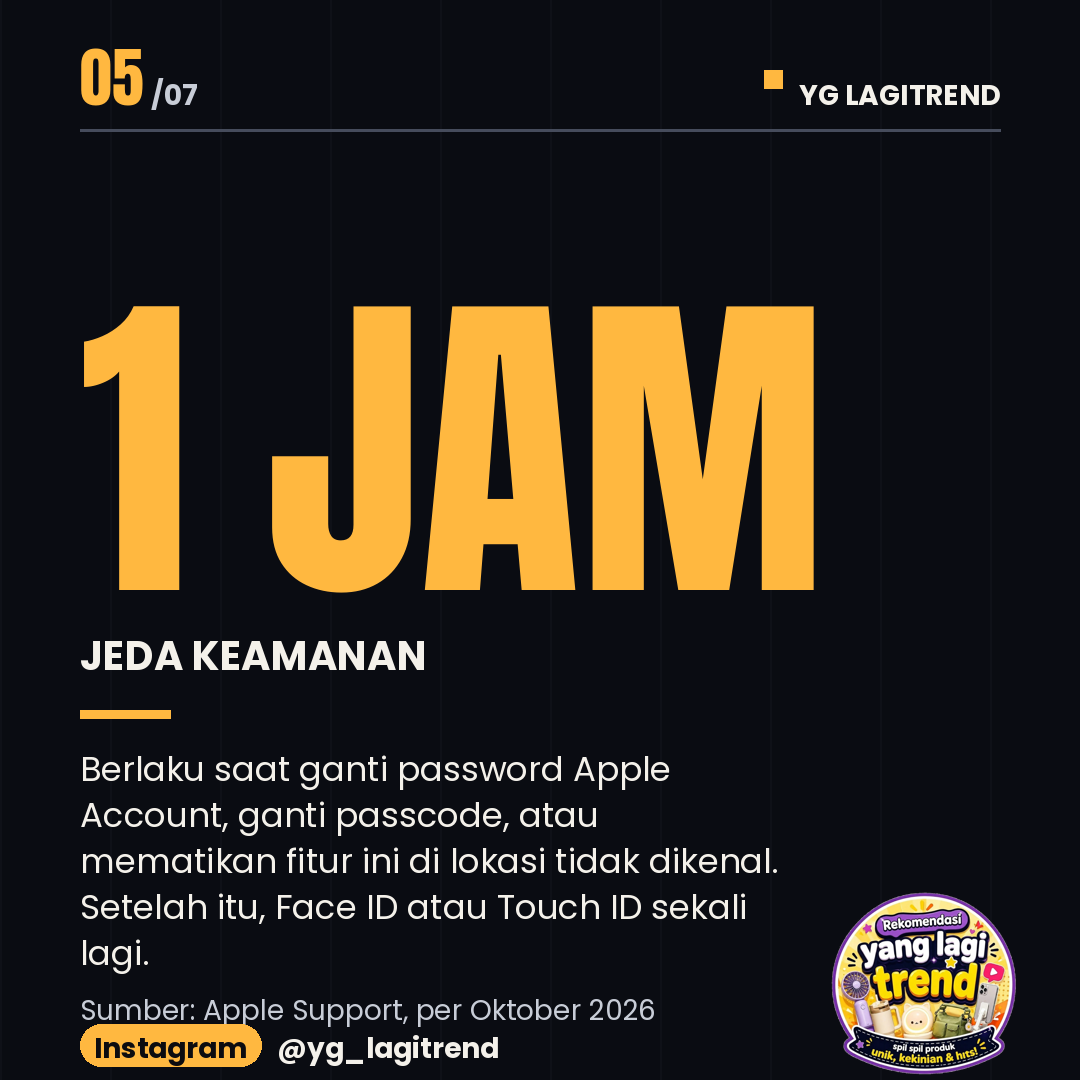 05 /07
YG LAGITREND
1 JAM
JEDA KEAMANAN
Berlaku saat ganti password Apple
Account, ganti passcode, atau
mematikan fitur ini di lokasi tidak dikenal.
Setelah itu, Face ID atau Touch ID sekali
lagi.
Sumber: Apple Support, per Oktober 2026
Instagram @yg_lagitrend
Rekomendasi
yang lagi
trend
spil spil produk
unik, kekinian & hits!